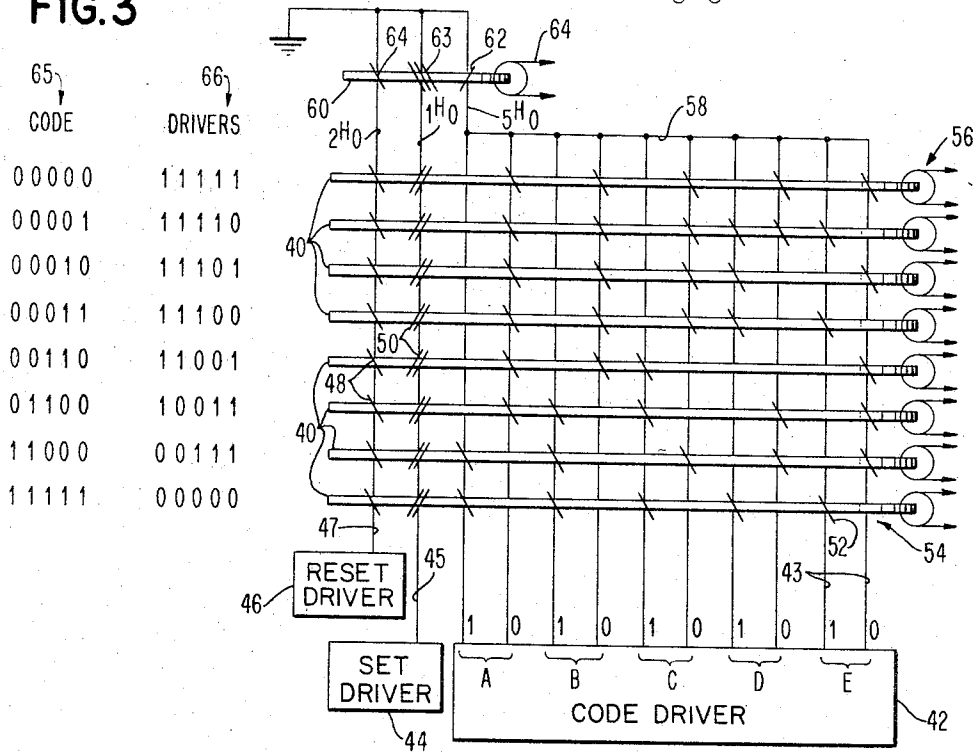 FIG.3
64 63 62 64
60
65 66
CODE DRIVERS
2H0 1H0 5H0 58 56
00000 11111
00001 11110
40
00010 11101
00011 11100
50
00110 11001
48
01100 10011
40
11000 00111
11111 00000
47 52 54
45 43
RESET DRIVER
46
1 0 1 0 1 0 1 0 1 0
A B C D E
SET DRIVER
CODE DRIVER
44 42